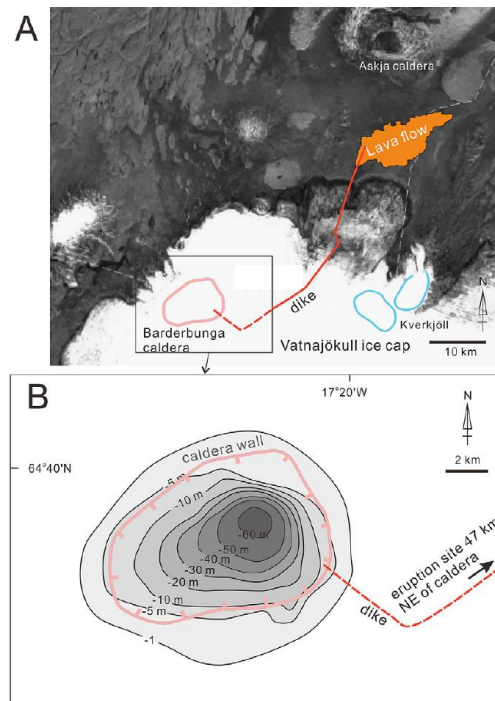 A
Askja caldera
Lava flow
dike
Barderbunga
caldera
Kverkjöll
Vatnajökull ice cap
N
10 km
B
17°20'W
N
64°40'N
2 km
caldera wall
-5 m
-10 m
-60 m
-50 m
-40 m
-30 m
-20 m
-10 m
-5 m
-1
dike
eruption site 47 km
NE of caldera